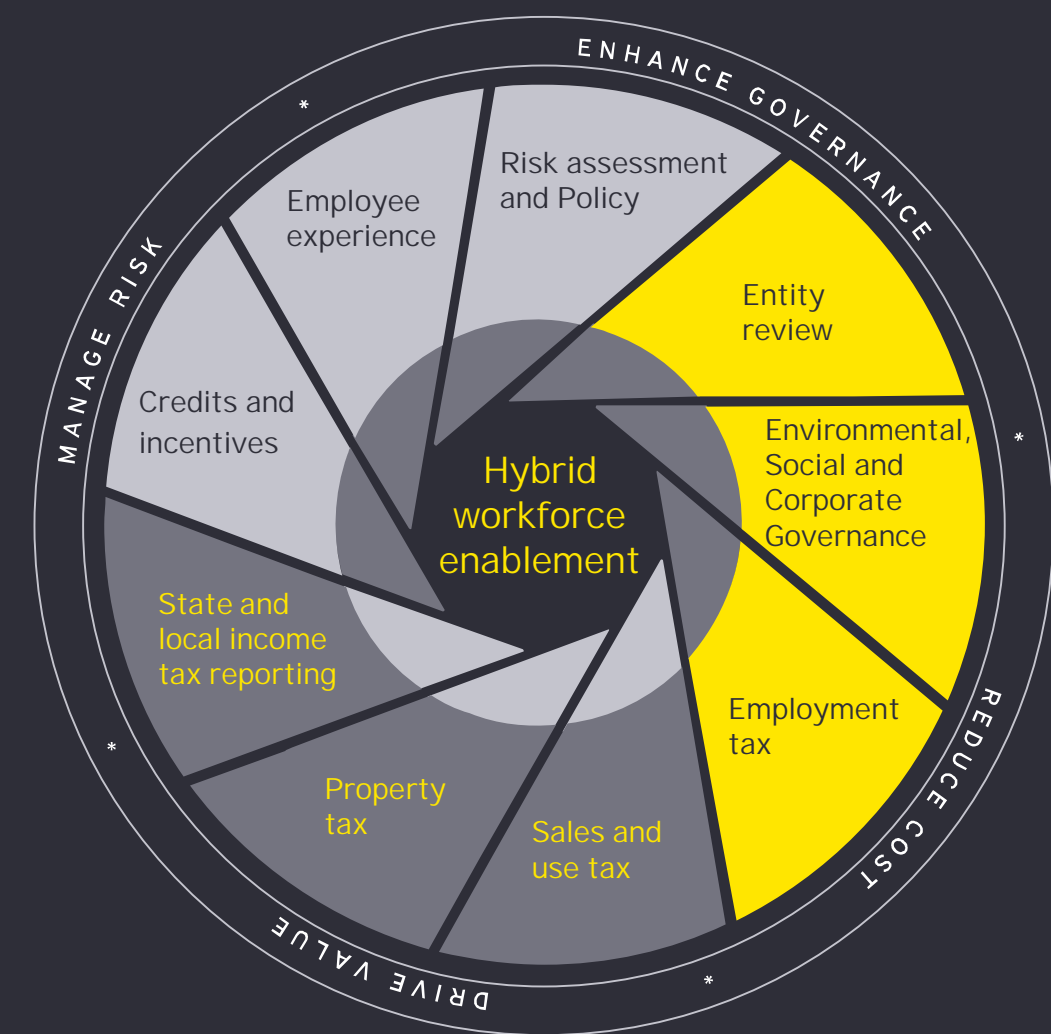 ENHANCE GOVERNANCE
*
Risk assessment
and Policy
Employee
experience
MANAGE RISK
Entity
review
Credits and
incentives
Environmental,
Social and
Corporate
Governance
*
Hybrid
workforce
enablement
State and
local income
tax reporting
Employment
tax
REDUCE COST
*
Property
tax
Sales and
use tax
DRIVE VALUE
*